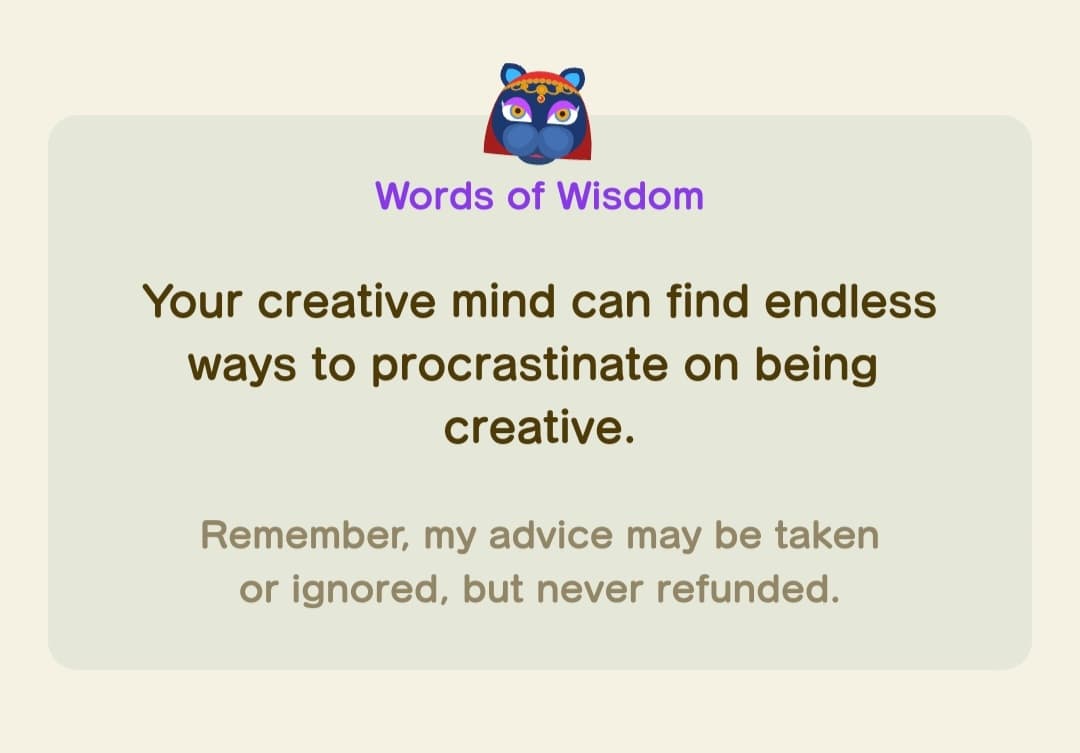 Words of Wisdom
Your creative mind can find endless
ways to procrastinate on being
creative.
Remember, my advice may be taken
or ignored, but never refunded.